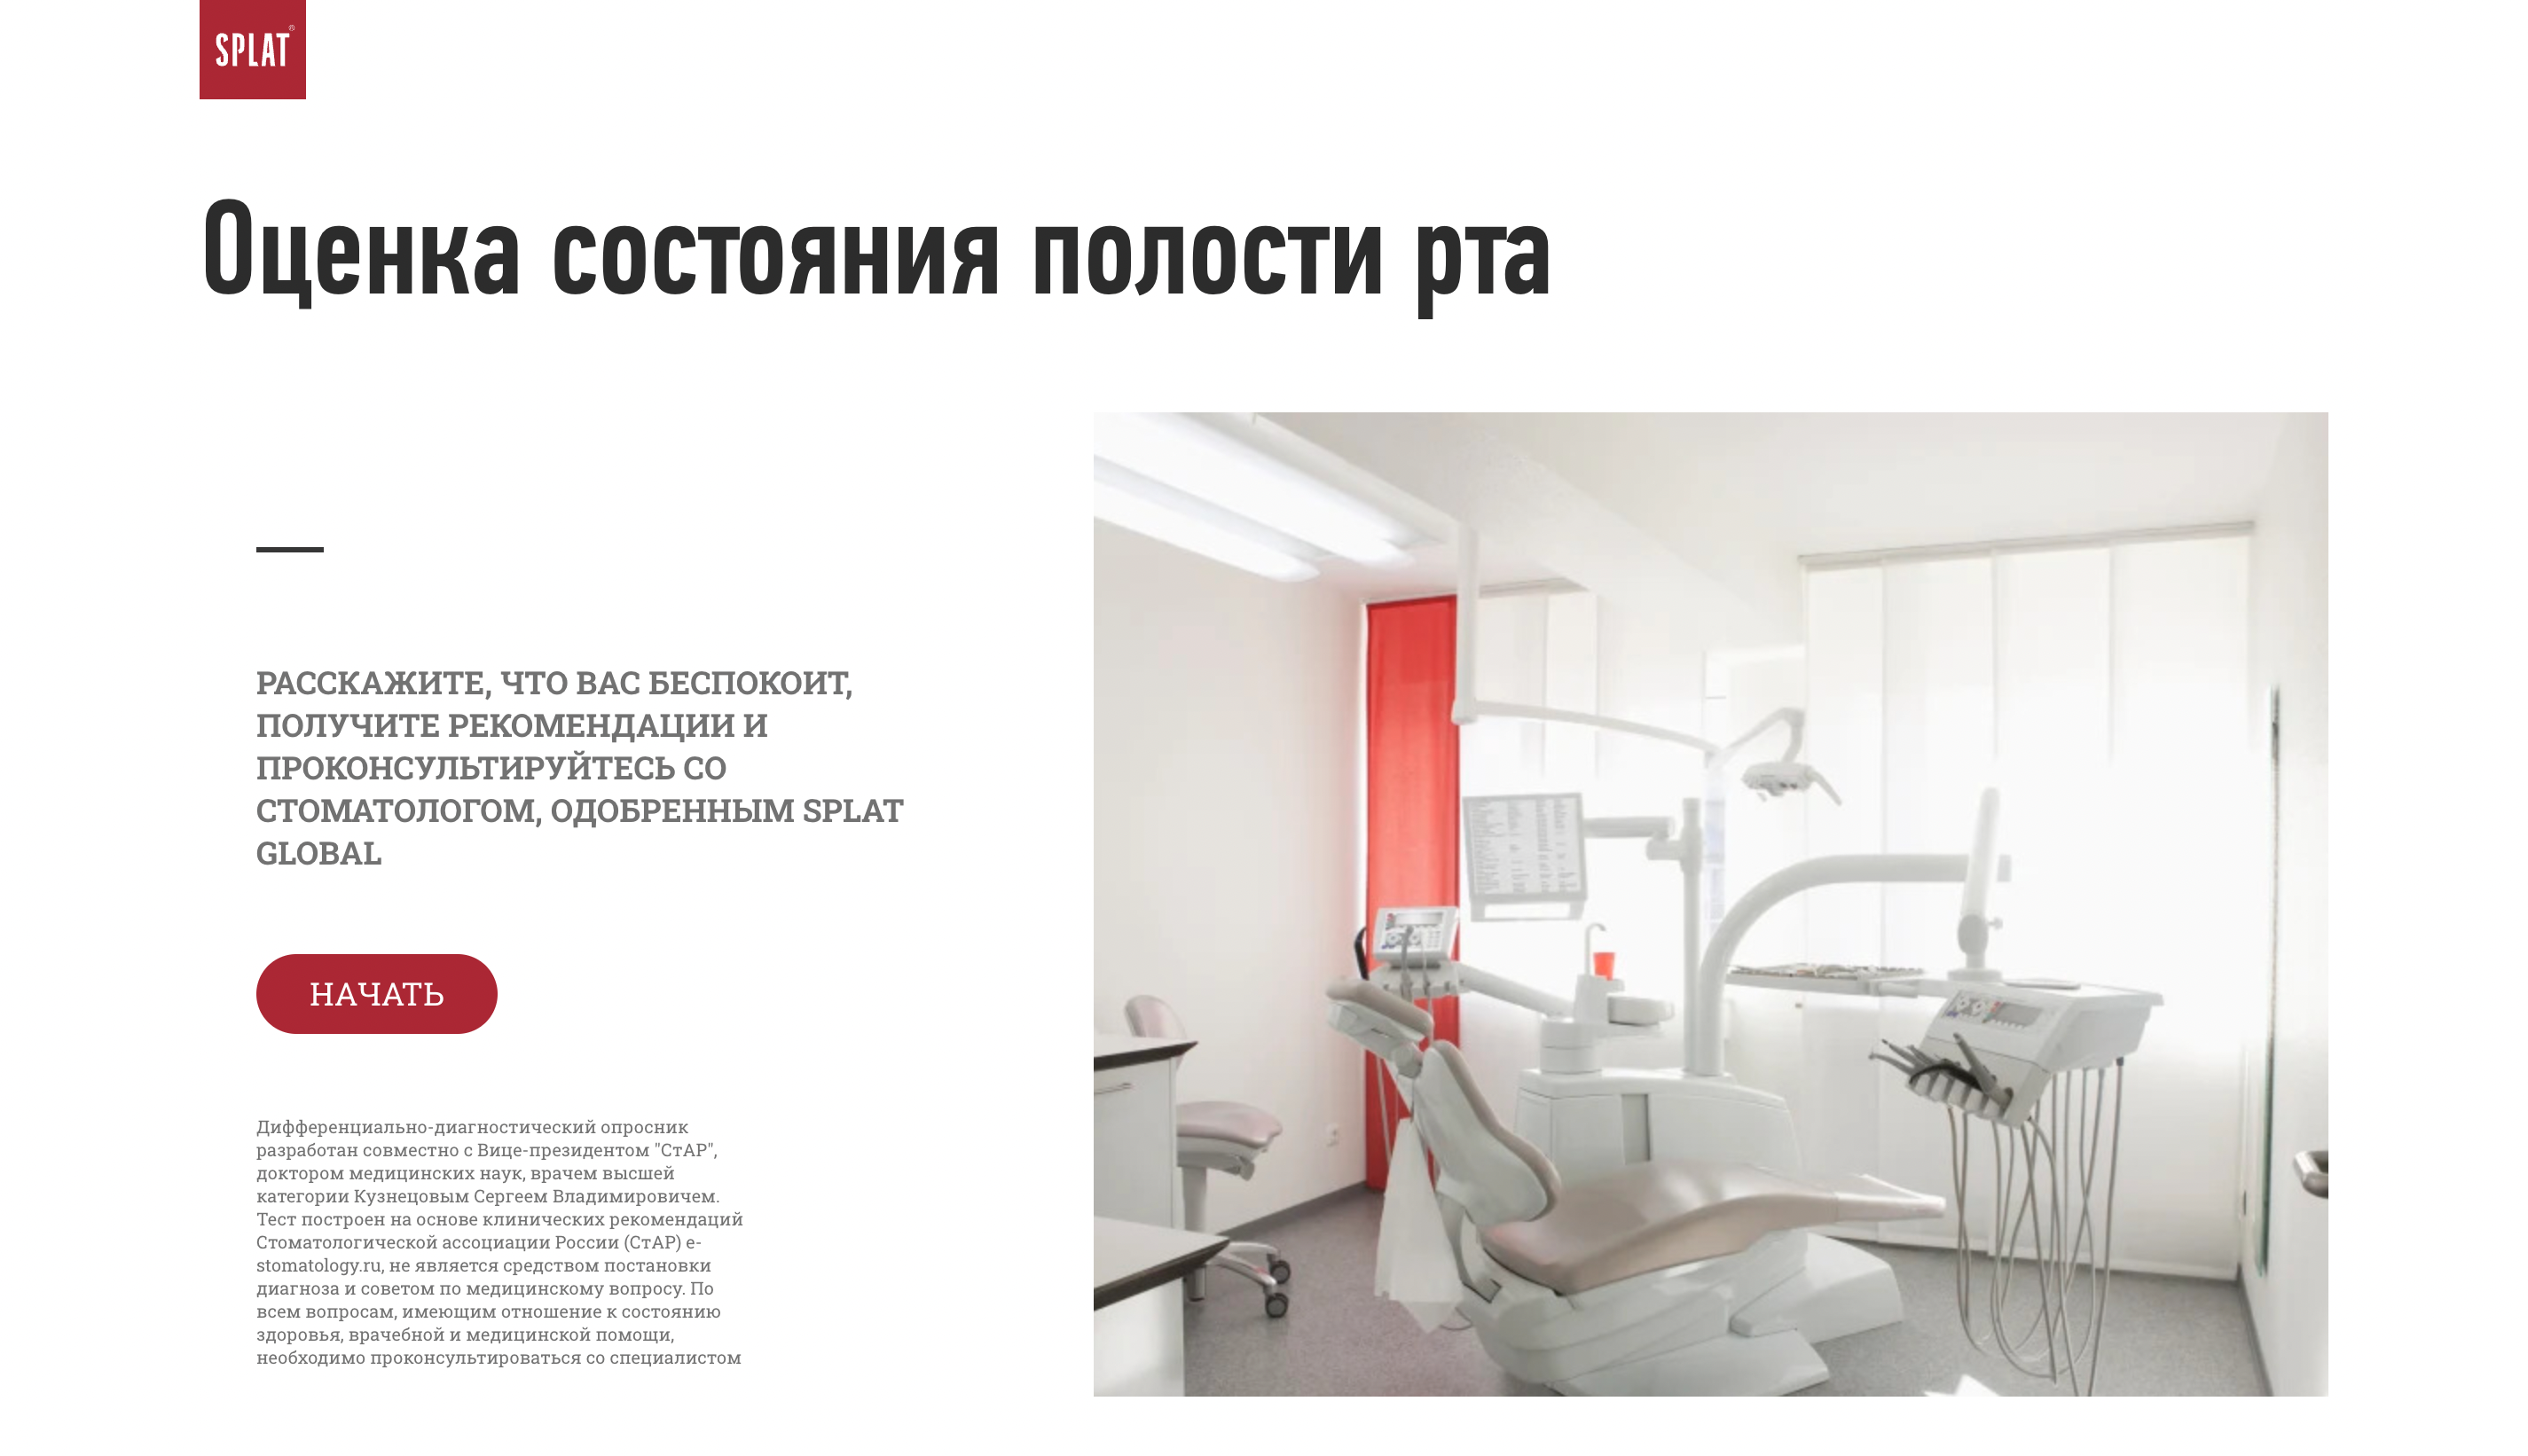 SPLAT®
Оценка состояния полости рта
РАССКАЖИТЕ, ЧТО ВАС БЕСПОКОИТ,
ПОЛУЧИТЕ РЕКОМЕНДАЦИИ И
ПРОКОНСУЛЬТИРУЙТЕСЬ СО
СТОМАТОЛОГОМ, ОДОБРЕННЫМ SPLAT
GLOBAL
НАЧАТЬ
Дифференциально-диагностический опросник
разработан совместно с Вице-президентом "СтАР",
доктором медицинских наук, врачем высшей
категории Кузнецовым Сергеем Владимировичем.
Тест построен на основе клинических рекомендаций
Стоматологической ассоциации России (СтАР) e-
stomatology.ru, не является средством постановки
диагноза и советом по медицинскому вопросу. По
всем вопросам, имеющим отношение к состоянию
здоровья, врачебной и медицинской помощи,
необходимо проконсультироваться со специалистом